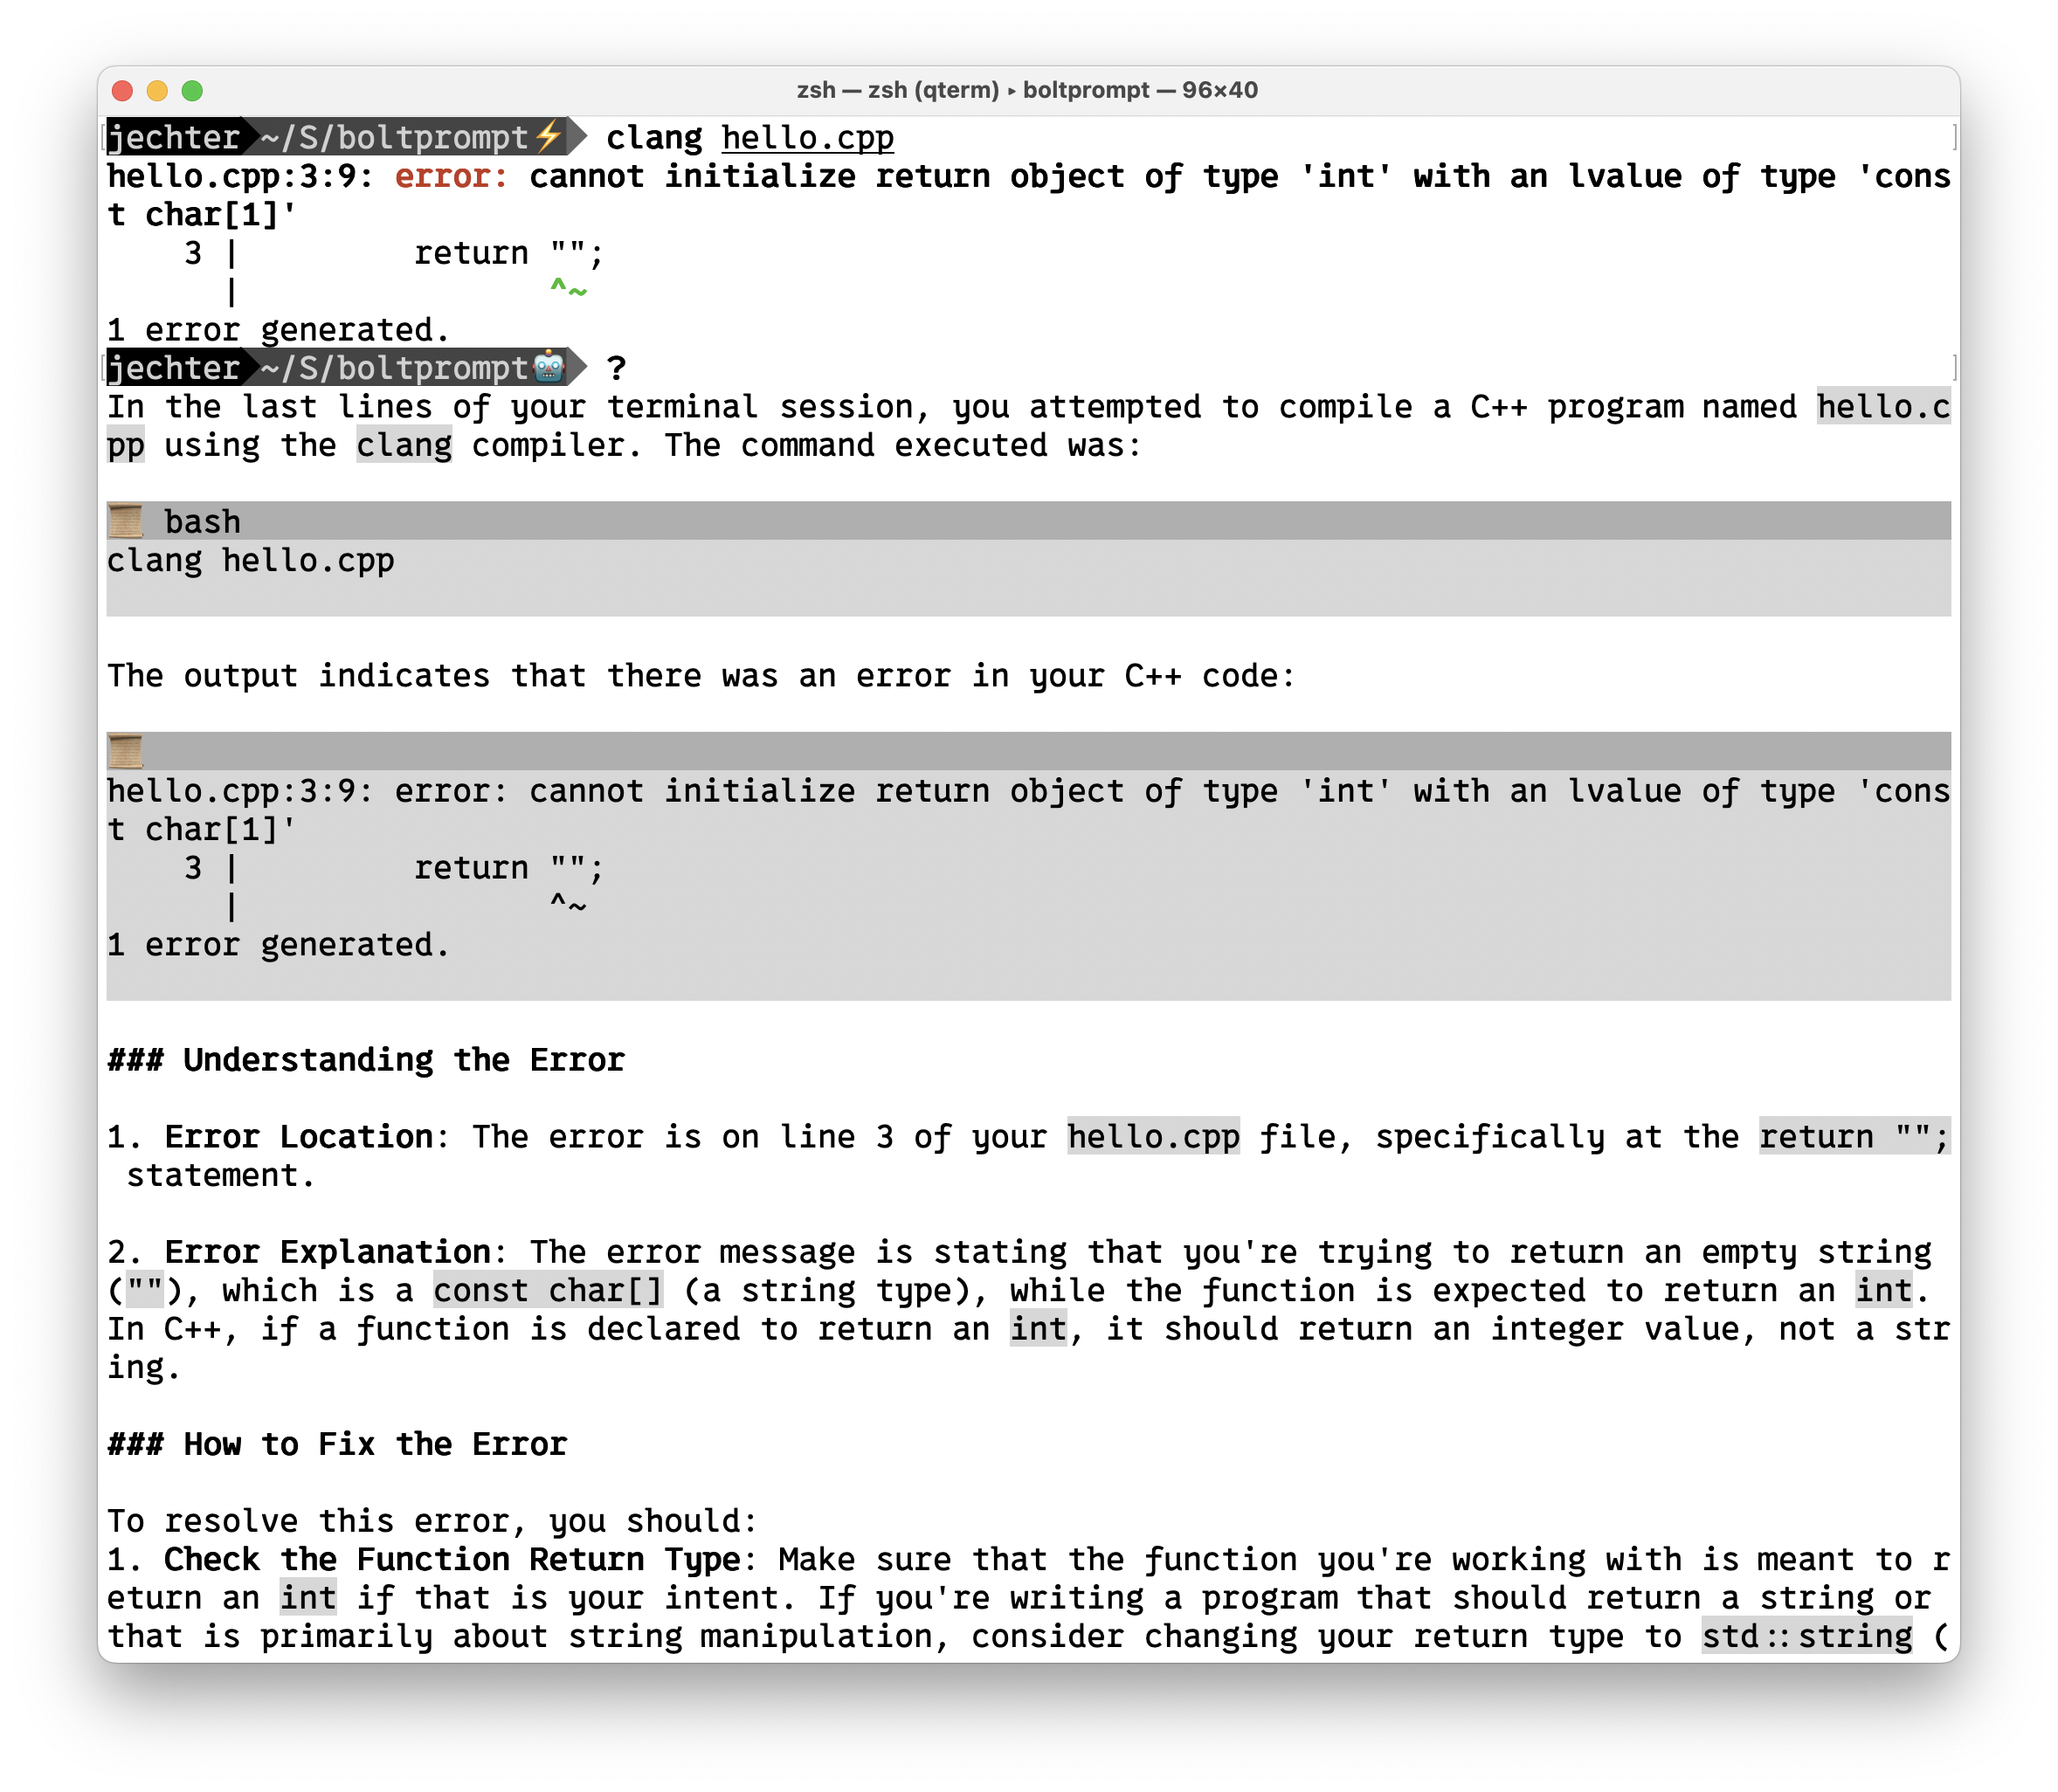 zsh — zsh (qterm) ▸ boltprompt — 96×40
jechter ~/S/boltprompt⚡ clang hello.cpp
hello.cpp:3:9: error: cannot initialize return object of type 'int' with an lvalue of type 'cons
t char[1]'
    3 |         return "";
      |                ^~
1 error generated.
jechter ~/S/boltprompt🤖 ?
In the last lines of your terminal session, you attempted to compile a C++ program named hello.c
pp using the clang compiler. The command executed was:
📜 bash
clang hello.cpp
The output indicates that there was an error in your C++ code:
📜
hello.cpp:3:9: error: cannot initialize return object of type 'int' with an lvalue of type 'cons
t char[1]'
    3 |         return "";
      |                ^~
1 error generated.
### Understanding the Error
1. Error Location: The error is on line 3 of your hello.cpp file, specifically at the return "";
 statement.
2. Error Explanation: The error message is stating that you're trying to return an empty string
(""), which is a const char[] (a string type), while the function is expected to return an int.
In C++, if a function is declared to return an int, it should return an integer value, not a str
ing.
### How to Fix the Error
To resolve this error, you should:
1. Check the Function Return Type: Make sure that the function you're working with is meant to r
eturn an int if that is your intent. If you're writing a program that should return a string or
that is primarily about string manipulation, consider changing your return type to std::string (